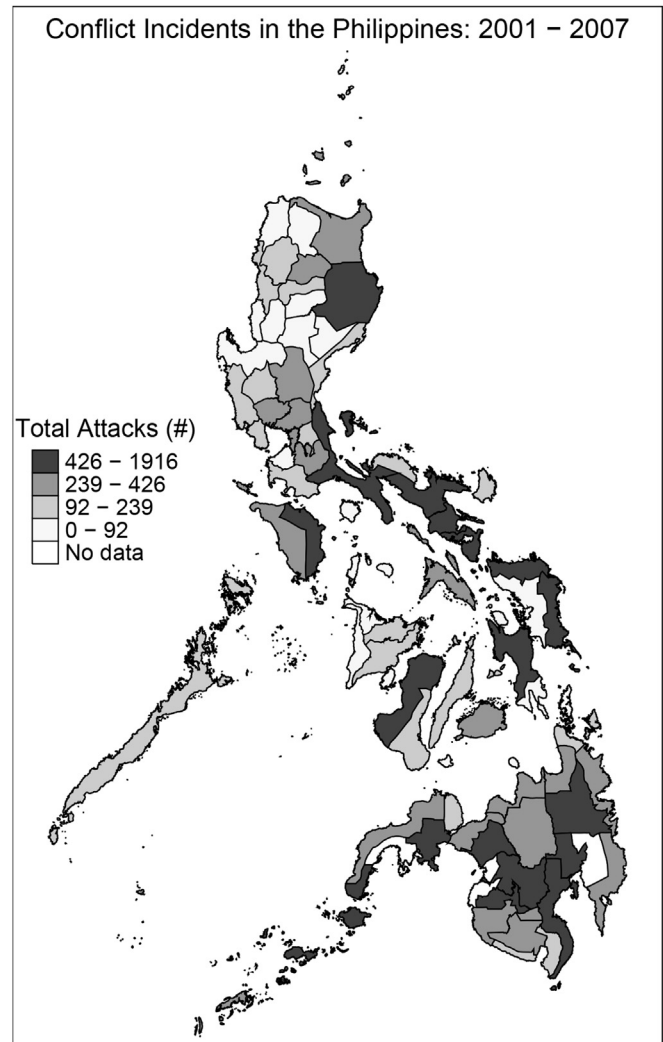 Conflict Incidents in the Philippines: 2001 − 2007
Total Attacks (#)
426 − 1916
239 − 426
92 − 239
0 − 92
No data